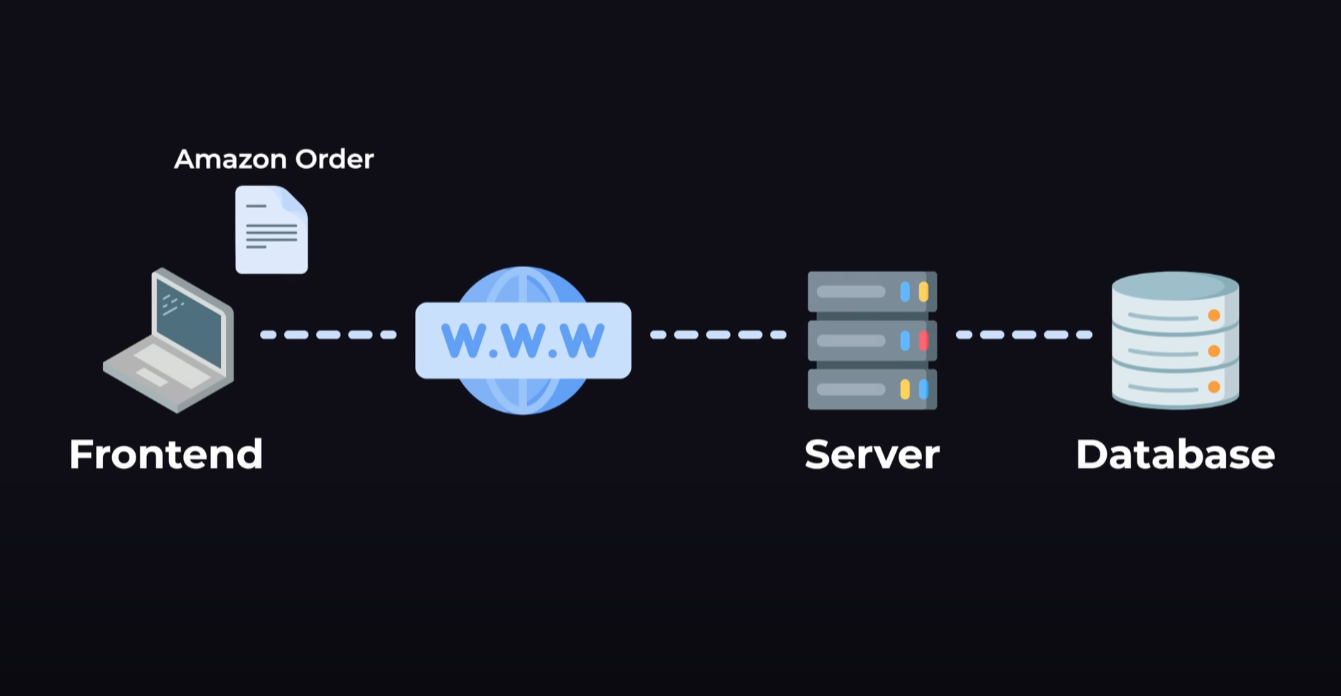 Amazon Order
W.W.W
Frontend
Server
Database